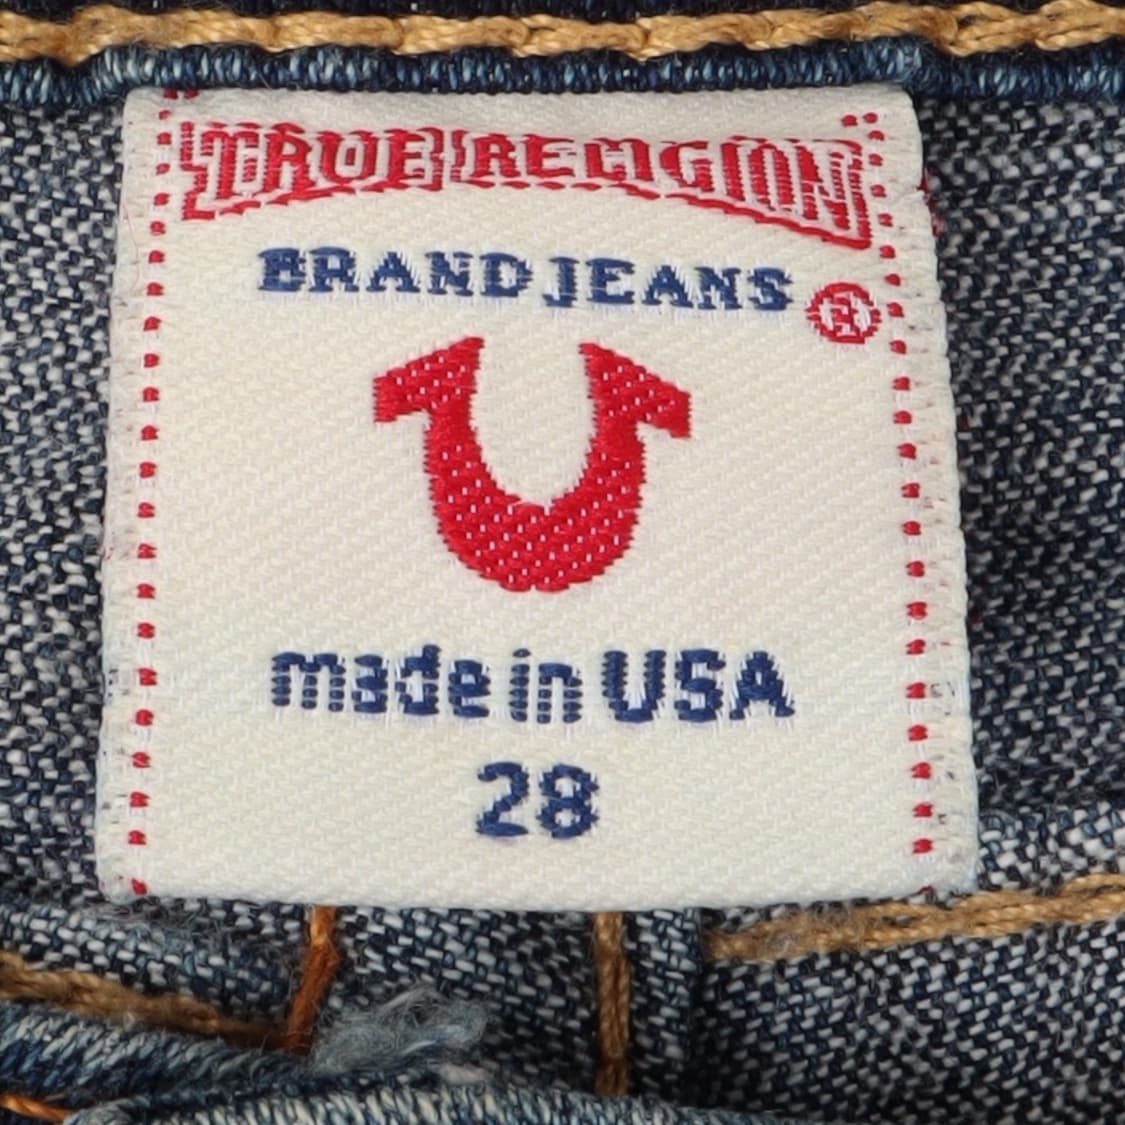 TRUE RELIGION
BRAND JEANS ®
made in USA
28